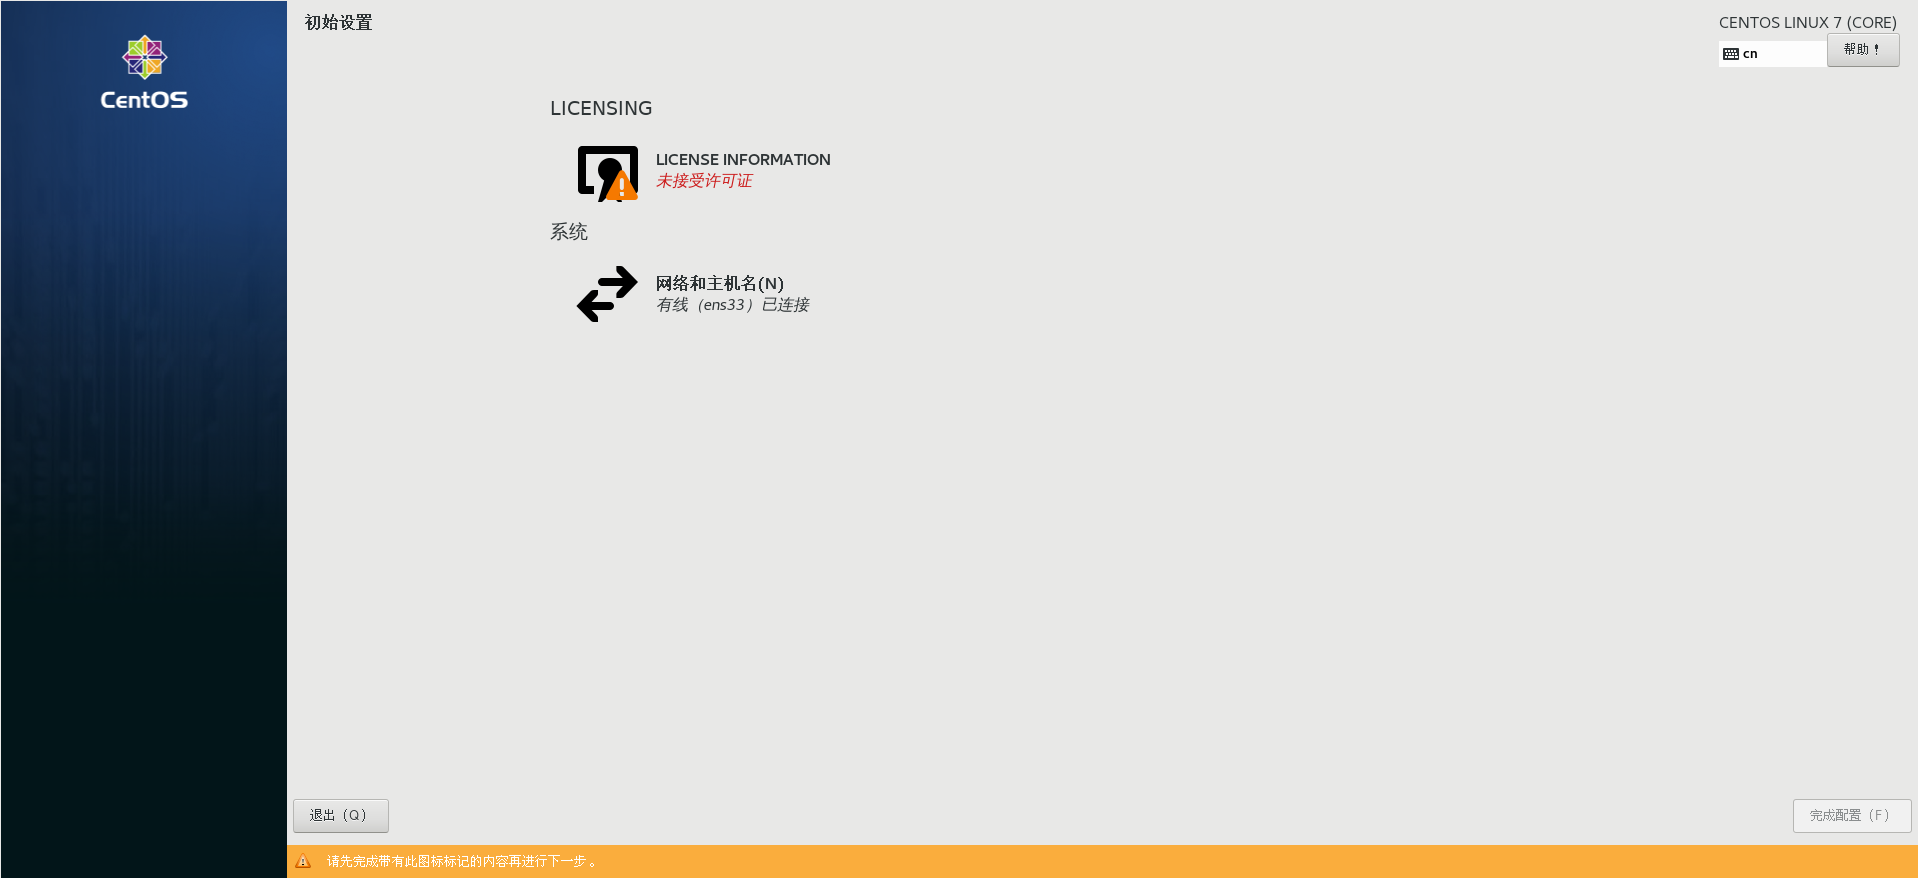 初始设置
CENTOS LINUX 7 (CORE)
cn
帮助！
CentOS
LICENSING
LICENSE INFORMATION
未接受许可证
系统
网络和主机名(N)
有线（ens33）已连接
退出（Q）
完成配置（F）
请先完成带有此图标标记的内容再进行下一步。